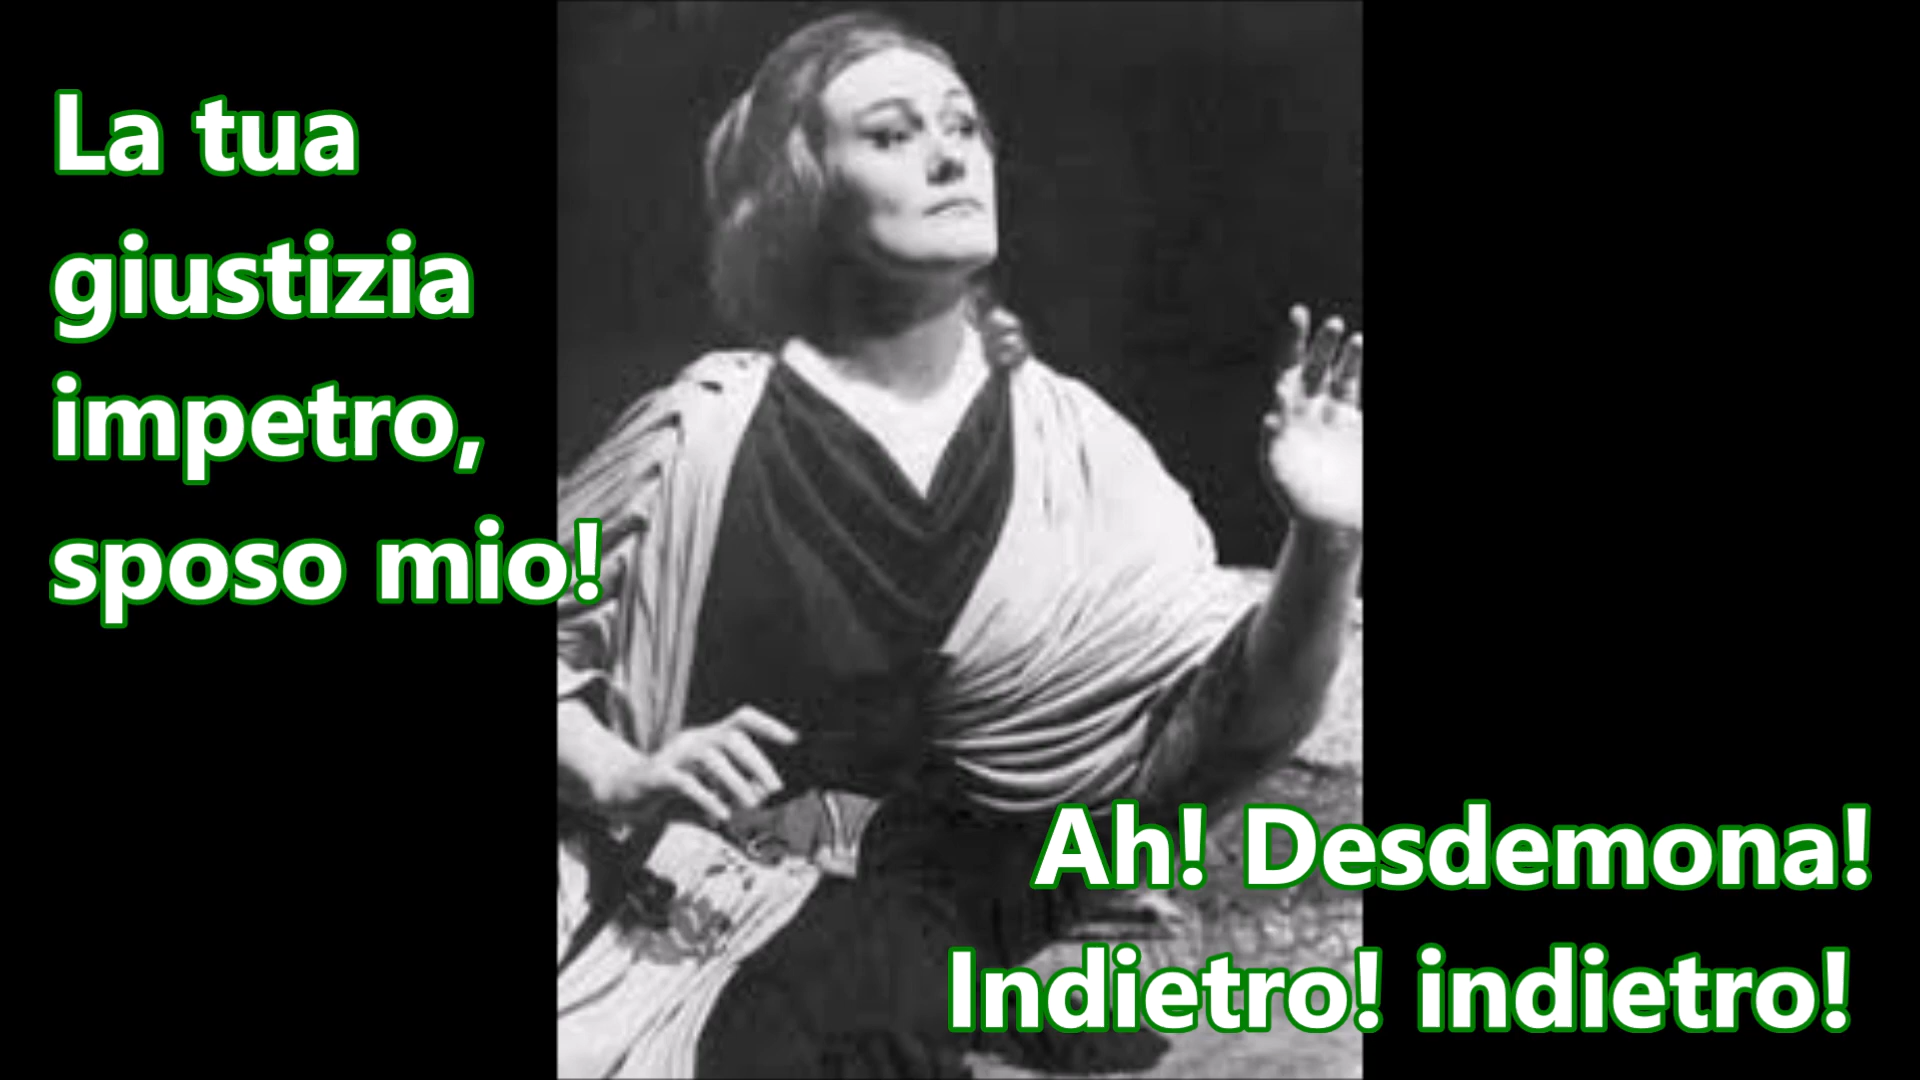 La tua
giustizia
impetro,
sposo mio!
Ah! Desdemona!
Indietro! indietro!